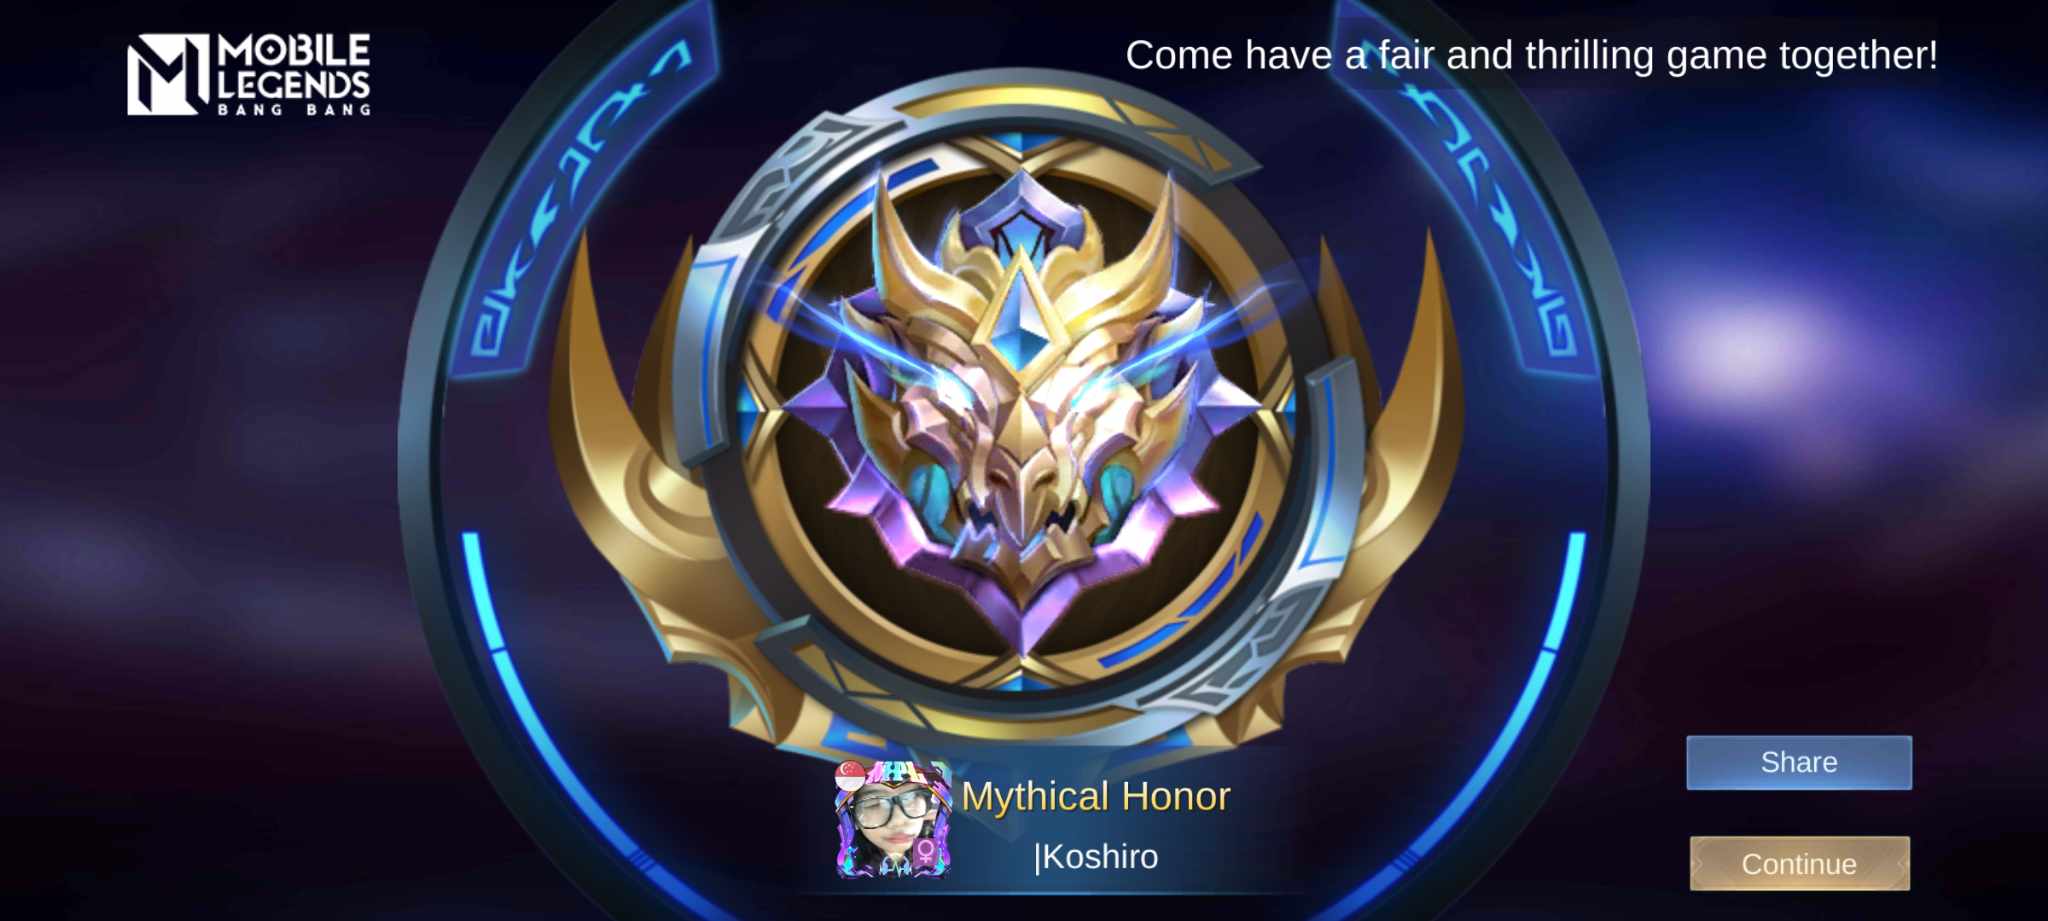 MOBILE
LEGENDS
BANG BANG
Come have a fair and thrilling game together!
Mythical Honor
|Koshiro
Share
Continue